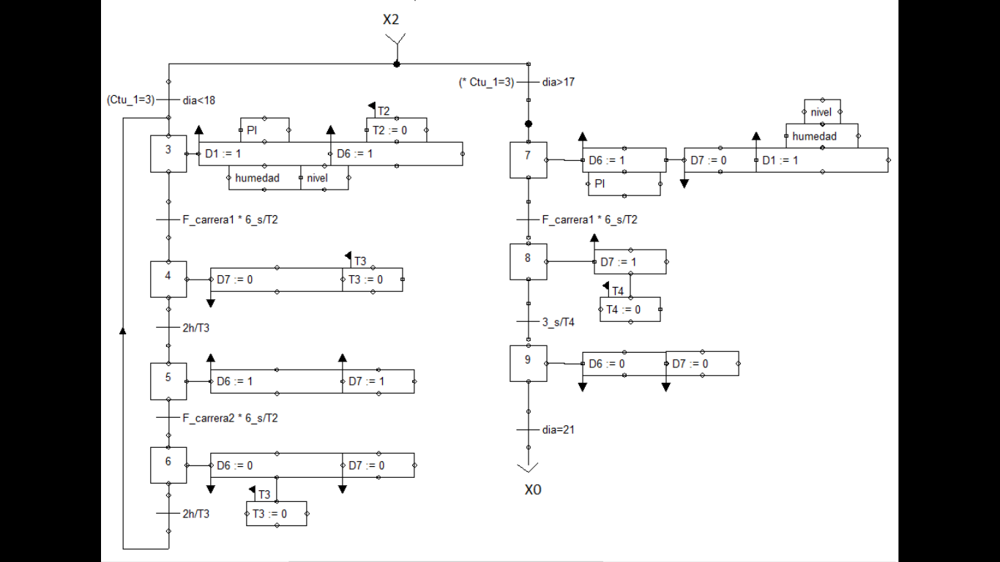 X2
(Ctu_1=3) dia<18
3
D1 := 1
PI
humedad
nivel
D6 := 1
T2
T2 := 0
F_carrera1 * 6_s/T2
4
D7 := 0
T3
T3 := 0
2h/T3
5
D6 := 1
D7 := 1
F_carrera2 * 6_s/T2
6
D6 := 0
D7 := 0
T3
T3 := 0
2h/T3
(* Ctu_1=3) dia>17
7
D6 := 1
PI
D7 := 0
D1 := 1
nivel
humedad
F_carrera1 * 6_s/T2
8
D7 := 1
T4
T4 := 0
3_s/T4
9
D6 := 0
D7 := 0
dia=21
X0